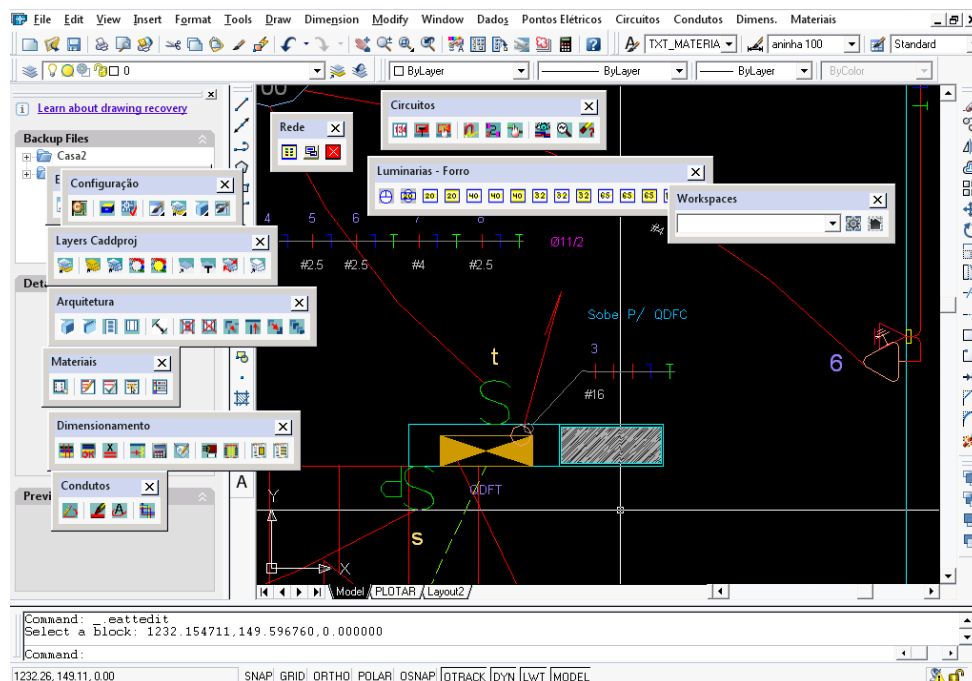 File Edit View Insert Format Tools Draw Dimension Modify Window Dados Pontos Elétricos Circuitos Condutos Dimens. Materiais
TXT_MATERIA aninha 100 Standard
0 ByLayer ByLayer ByLayer ByColor
Learn about drawing recovery
Backup Files
Casa2
Circuitos
Rede
Luminarias - Forro
20 20 20 40 40 40 32 32 32 65 65 65
Configuração
Workspaces
4 5 6 7 8
Layers Caddproj
Ø11/2
#4
#2.5 #2.5 #4 #2.5
Arquitetura
Sobe P/ QDFC
t
3
6
Materiais
#16
Dimensionamento
A
QDFT
Condutos
Y
s
X
Model PLOTAR Layout2
Command: _.eattedit
Select a block: 1232.154711,149.596760,0.000000
Command:
1232.26, 149.11, 0.00 SNAP GRID ORTHO POLAR OSNAP OTRACK DYN LWT MODEL